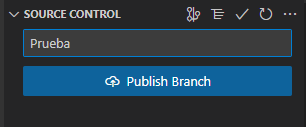 SOURCE CONTROL
Prueba
Publish Branch